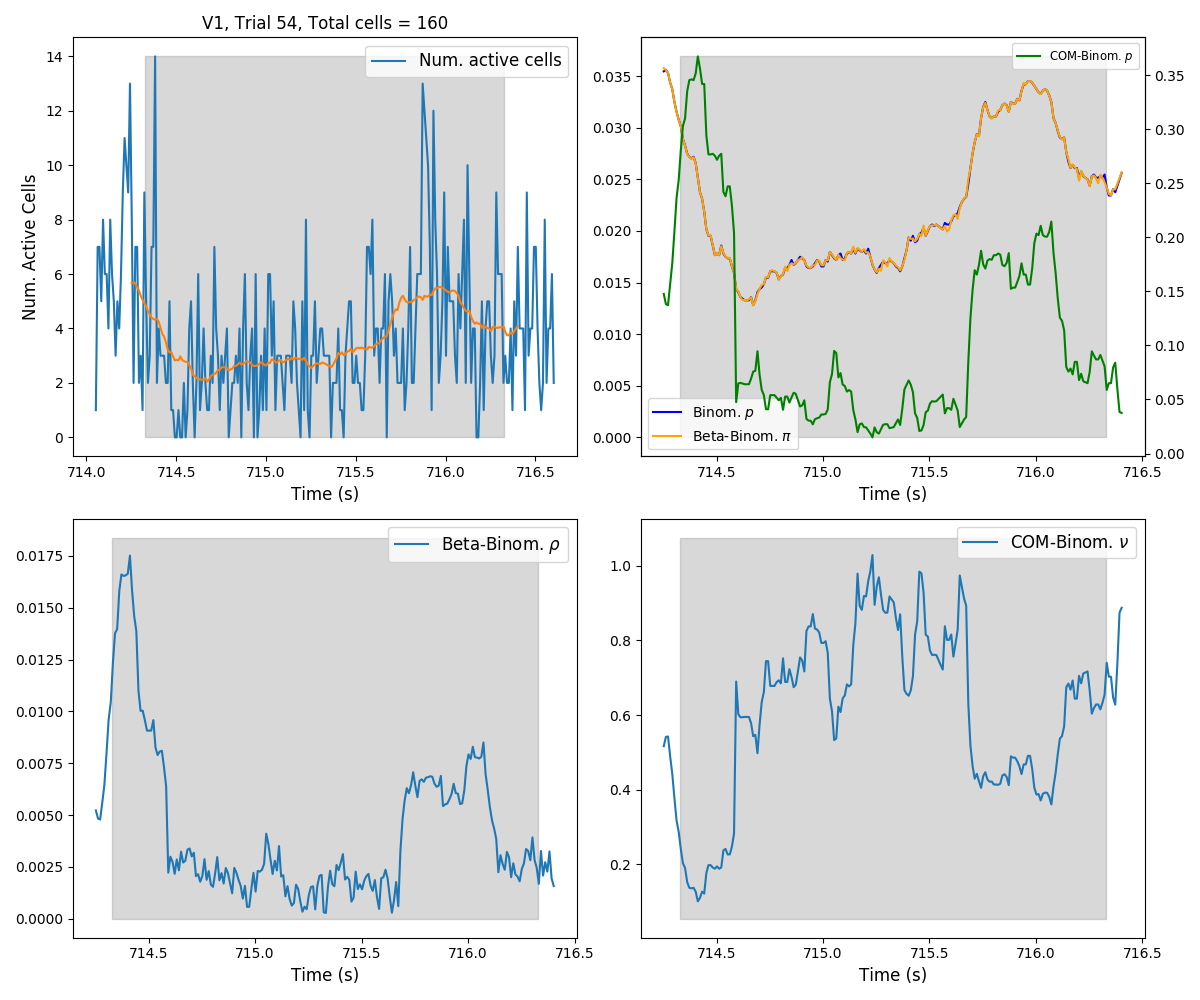 V1, Trial 54, Total cells = 160
Num. active cells
Num. Active Cells
14
12
10
8
6
4
2
0
714.0 714.5 715.0 715.5 716.0 716.5
Time (s)
COM-Binom. p
Binom. p
Beta-Binom. π
0.035
0.030
0.025
0.020
0.015
0.010
0.005
0.000
0.35
0.30
0.25
0.20
0.15
0.10
0.05
0.00
714.5 715.0 715.5 716.0 716.5
Time (s)
Beta-Binom. ρ
0.0175
0.0150
0.0125
0.0100
0.0075
0.0050
0.0025
0.0000
714.5 715.0 715.5 716.0 716.5
Time (s)
COM-Binom. ν
1.0
0.8
0.6
0.4
0.2
714.5 715.0 715.5 716.0 716.5
Time (s)